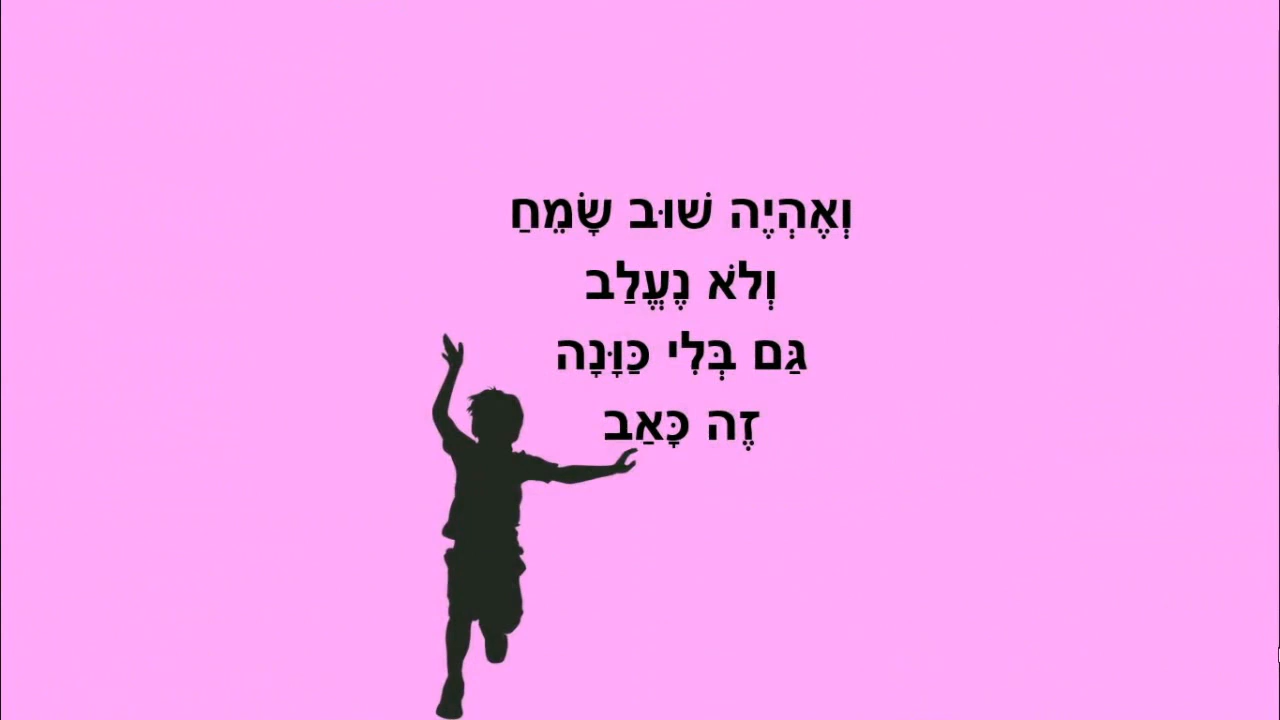 וְאֶהְיֶה שׁוּב שָׂמֵחַ
וְלֹא נֶעֱלַב
גַּם בְּלִי כַּוָּנָה
זֶה כָּאַב